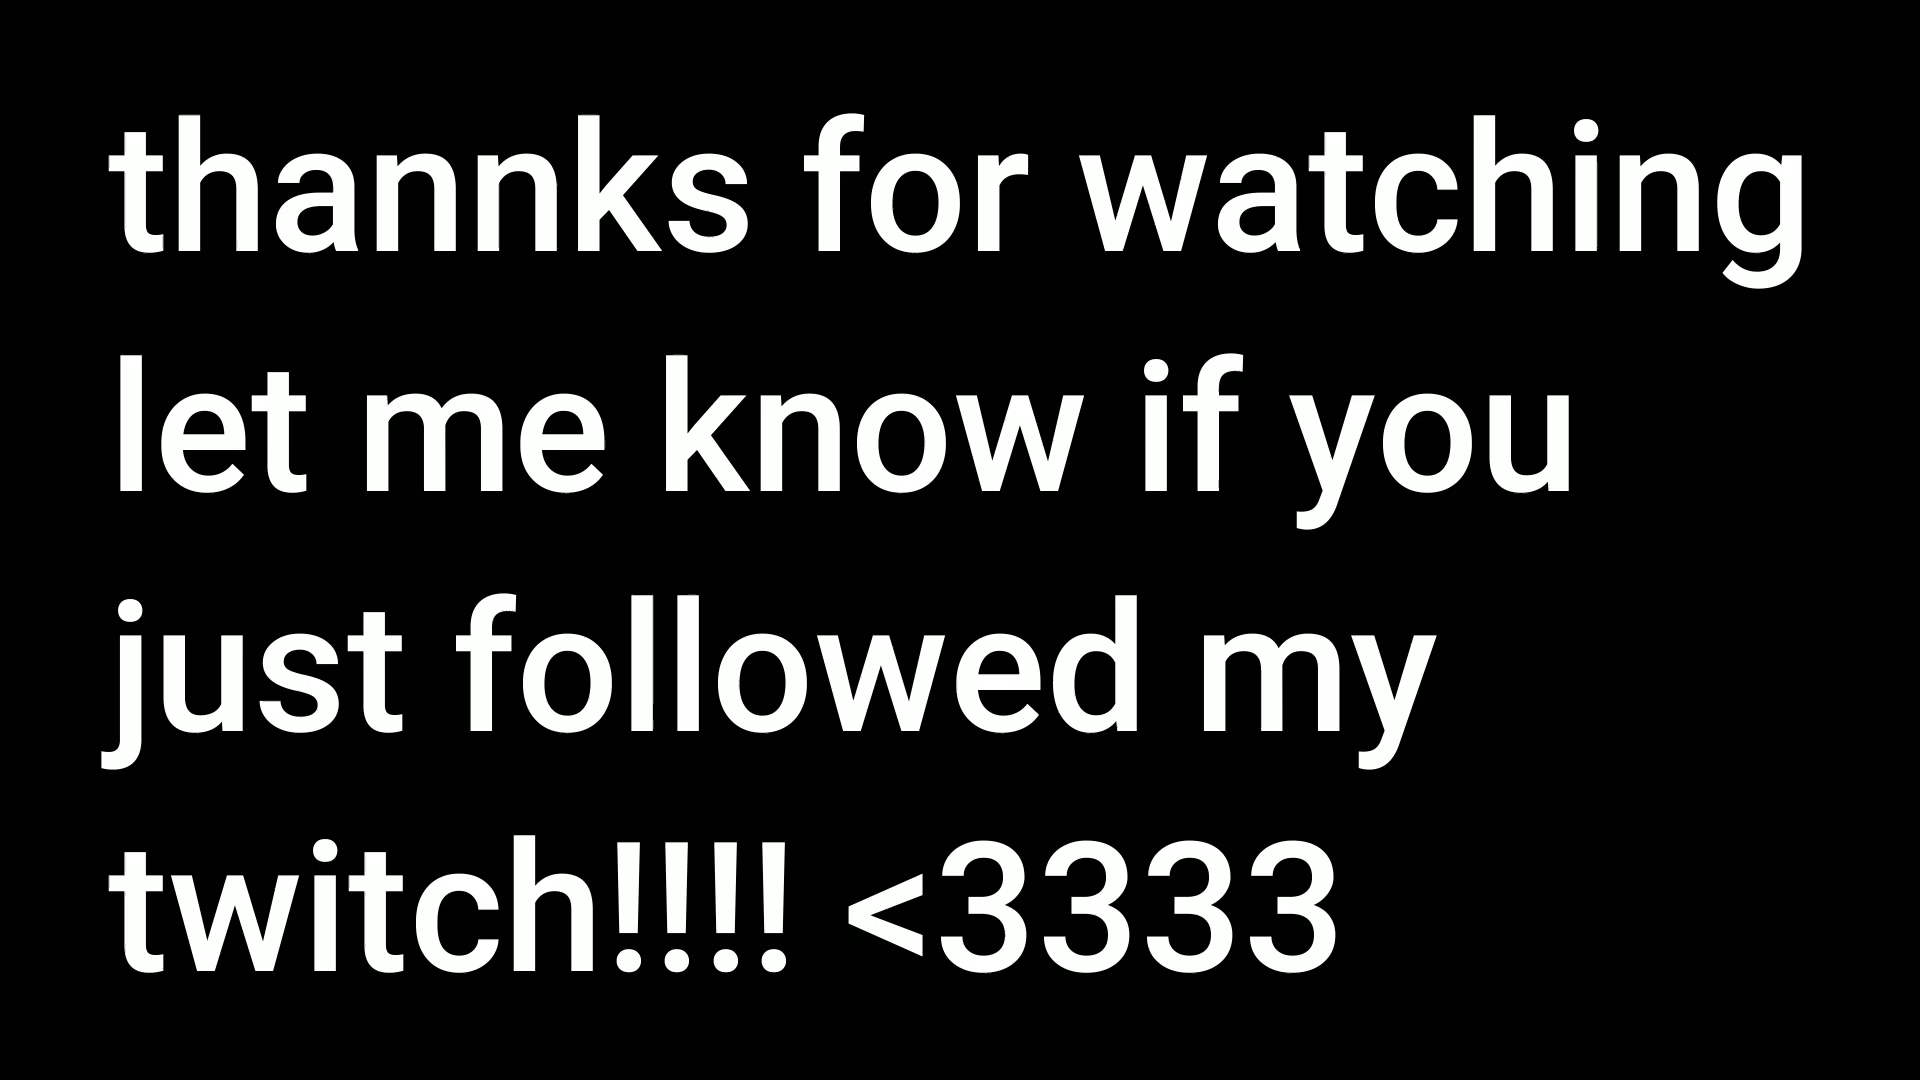 thannks for watching
let me know if you
just followed my
twitch!!!! <3333